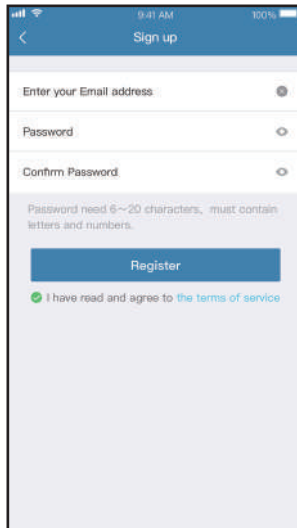 9:41 AM 100%
Sign up
Enter your Email address
Password
Confirm Password
Password need 6~20 characters, must contain
letters and numbers.
Register
I have read and agree to the terms of service